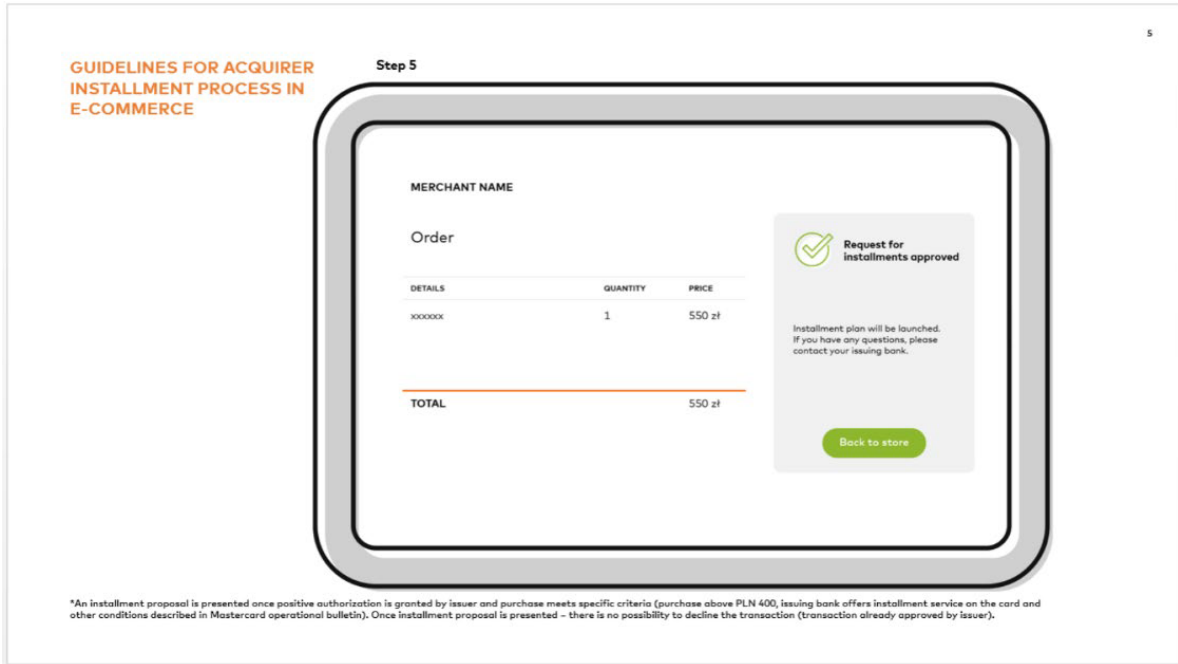 5
GUIDELINES FOR ACQUIRER
INSTALLMENT PROCESS IN
E-COMMERCE
Step 5
MERCHANT NAME
Order
DETAILS QUANTITY PRICE
xxxxxx 1 550 zł
TOTAL 550 zł
Request for
installments approved
Installment plan will be launched.
If you have any questions, please
contact your issuing bank.
Back to store
*An installment proposal is presented once positive authorization is granted by issuer and purchase meets specific criteria (purchase above PLN 400, issuing bank offers installment service on the card and
other conditions described in Mastercard operational bulletin). Once installment proposal is presented – there is no possibility to decline the transaction (transaction already approved by issuer).